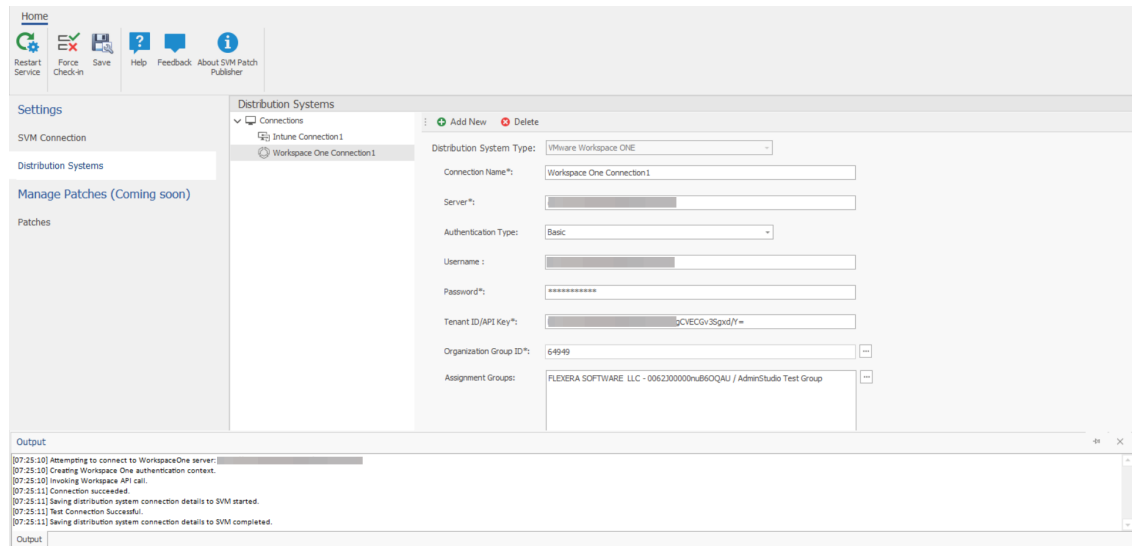 Home
Restart Service
Force Check-in
Save
Help
Feedback
About SVM Patch Publisher
Settings
SVM Connection
Distribution Systems
Manage Patches (Coming soon)
Patches
Distribution Systems
Connections
Intune Connection1
Workspace One Connection1
Add New
Delete
Distribution System Type: VMware Workspace ONE
Connection Name*: Workspace One Connection1
Server*:
Authentication Type: Basic
Username :
Password*: ***********
Tenant ID/API Key*: gCVECGv3Sgxd/Y=
Organization Group ID*: 64949
Assignment Groups: FLEXERA SOFTWARE LLC - 0062J00000nuB6OQAU / AdminStudio Test Group
Output
[07:25:10] Attempting to connect to WorkspaceOne server:
[07:25:10] Creating Workspace One authentication context.
[07:25:10] Invoking Workspace API call.
[07:25:11] Connection succeeded.
[07:25:11] Saving distribution system connection details to SVM started.
[07:25:11] Test Connection Successful.
[07:25:11] Saving distribution system connection details to SVM completed.
Output